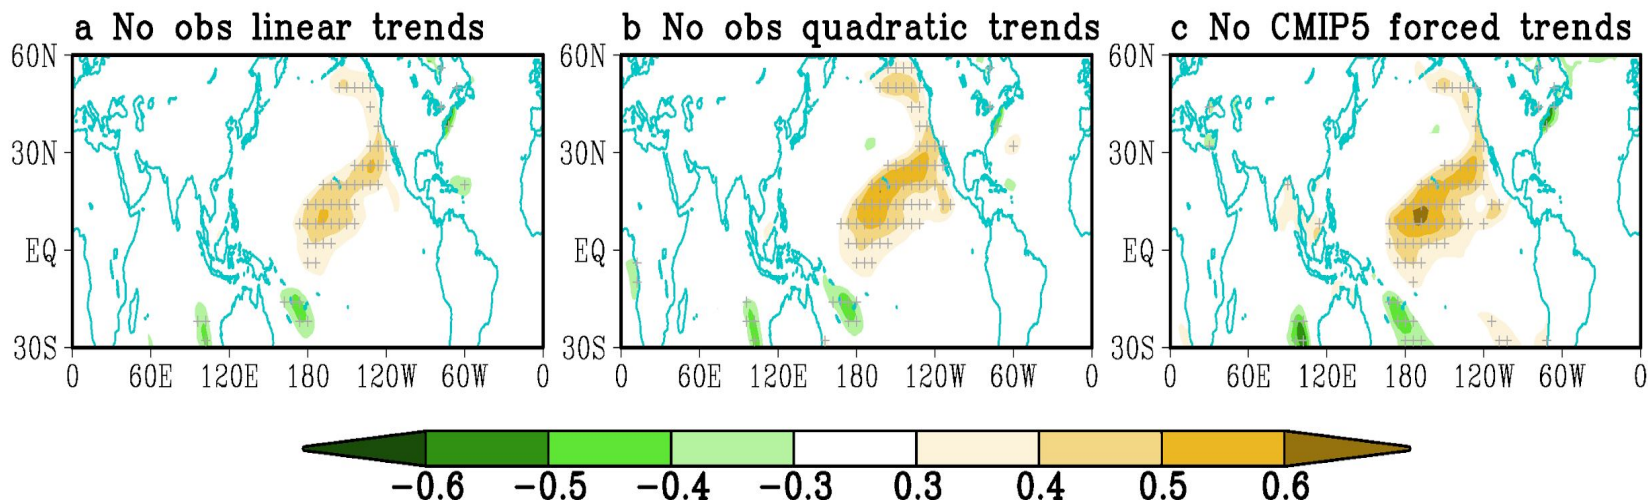 a No obs linear trends
b No obs quadratic trends
c No CMIP5 forced trends
60N 60N 60N
30N 30N 30N
EQ EQ EQ
30S 30S 30S
0 60E 120E 180 120W 60W 0 0 60E 120E 180 120W 60W 0 0 60E 120E 180 120W 60W 0
−0.6 −0.5 −0.4 −0.3 0.3 0.4 0.5 0.6